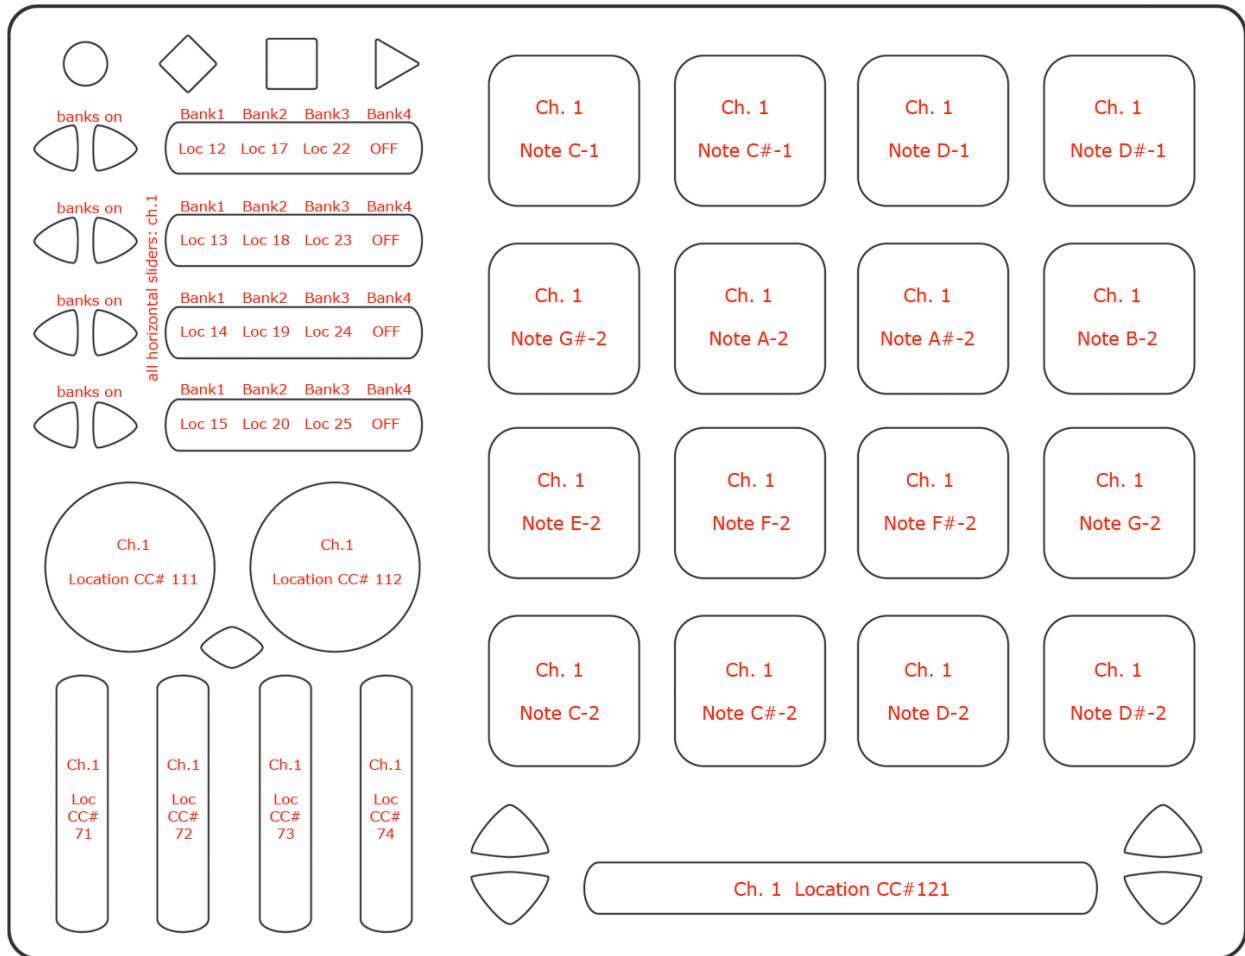 banks on
Bank1 Bank2 Bank3 Bank4
Loc 12 Loc 17 Loc 22 OFF
banks on
Bank1 Bank2 Bank3 Bank4
Loc 13 Loc 18 Loc 23 OFF
banks on
Bank1 Bank2 Bank3 Bank4
Loc 14 Loc 19 Loc 24 OFF
banks on
Bank1 Bank2 Bank3 Bank4
Loc 15 Loc 20 Loc 25 OFF
all horizontal sliders: ch.1
Ch.1
Location CC# 111
Ch.1
Location CC# 112
Ch.1
Loc
CC#
71
Ch.1
Loc
CC#
72
Ch.1
Loc
CC#
73
Ch.1
Loc
CC#
74
Ch. 1
Note C-1
Ch. 1
Note C#-1
Ch. 1
Note D-1
Ch. 1
Note D#-1
Ch. 1
Note G#-2
Ch. 1
Note A-2
Ch. 1
Note A#-2
Ch. 1
Note B-2
Ch. 1
Note E-2
Ch. 1
Note F-2
Ch. 1
Note F#-2
Ch. 1
Note G-2
Ch. 1
Note C-2
Ch. 1
Note C#-2
Ch. 1
Note D-2
Ch. 1
Note D#-2
Ch. 1 Location CC#121